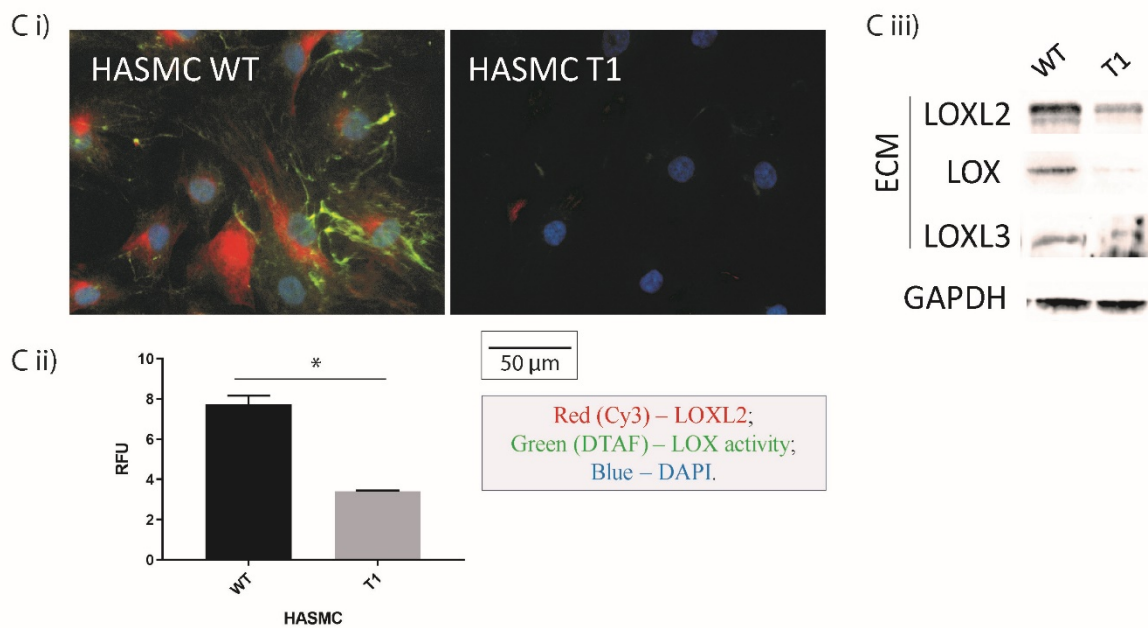 C i)
HASMC WT
HASMC T1
C iii)
WT
T1
ECM
LOXL2
LOX
LOXL3
GAPDH
C ii)
*
10
8
6
4
2
0
RFU
WT
T1
HASMC
50 μm
Red (Cy3) – LOXL2;
Green (DTAF) – LOX activity;
Blue – DAPI.